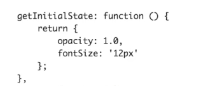 getInitialState: function () {
    return {
        opacity: 1.0,
        fontSize: '12px'
    };
},